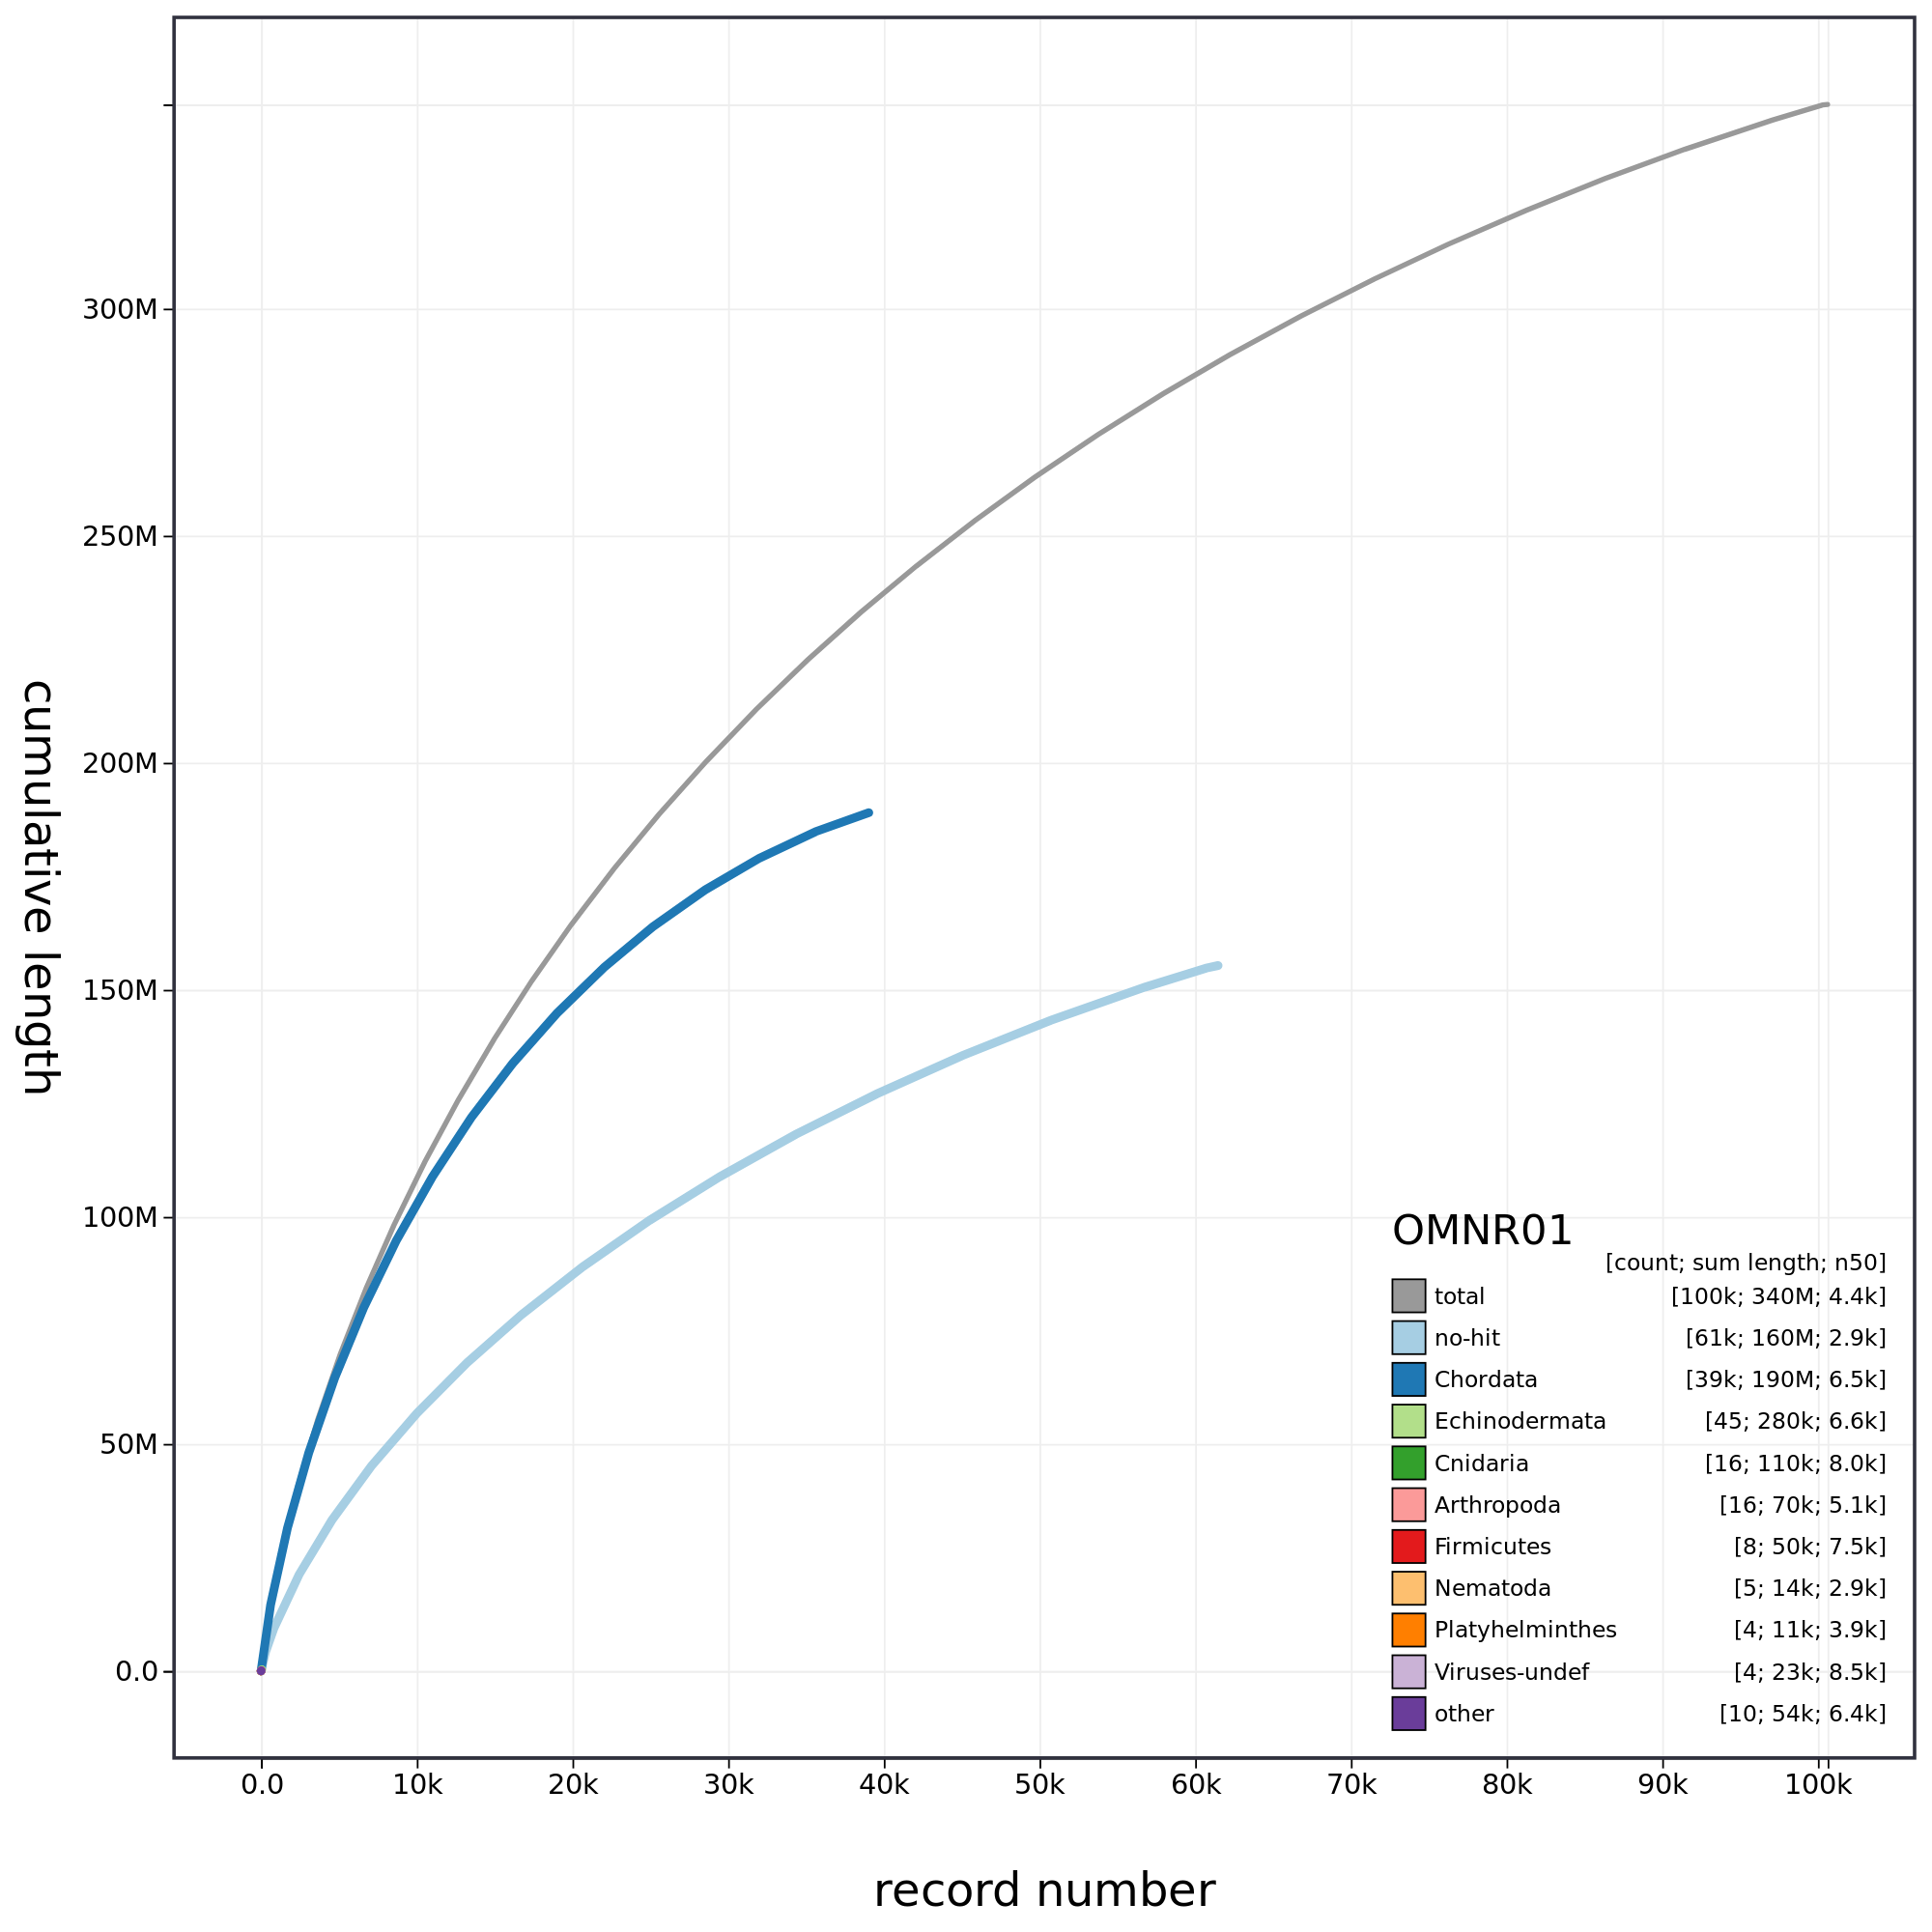 cumulative length
300M
250M
200M
150M
100M
50M
0.0
OMNR01
[count; sum length; n50]
total [100k; 340M; 4.4k]
no-hit [61k; 160M; 2.9k]
Chordata [39k; 190M; 6.5k]
Echinodermata [45; 280k; 6.6k]
Cnidaria [16; 110k; 8.0k]
Arthropoda [16; 70k; 5.1k]
Firmicutes [8; 50k; 7.5k]
Nematoda [5; 14k; 2.9k]
Platyhelminthes [4; 11k; 3.9k]
Viruses-undef [4; 23k; 8.5k]
other [10; 54k; 6.4k]
0.0 10k 20k 30k 40k 50k 60k 70k 80k 90k 100k
record number